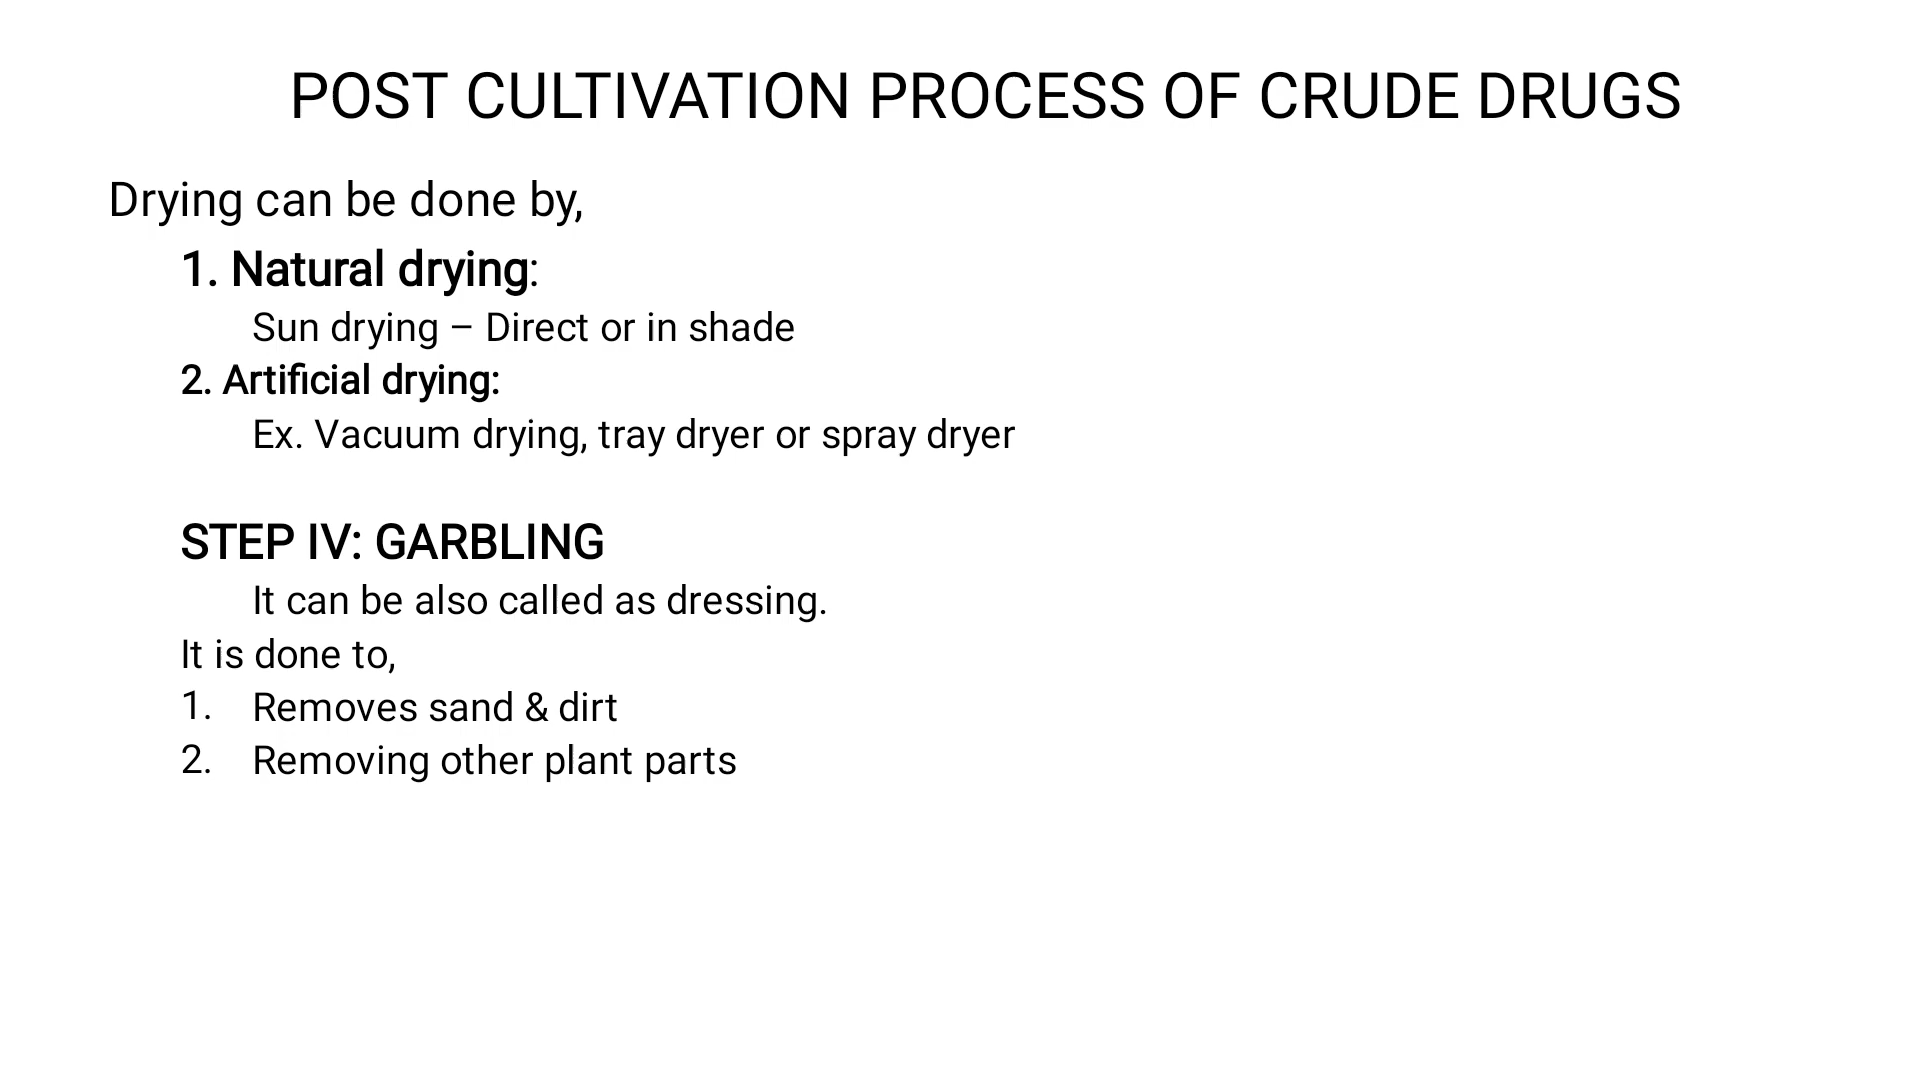 POST CULTIVATION PROCESS OF CRUDE DRUGS
Drying can be done by,
1. Natural drying:
Sun drying – Direct or in shade
2. Artificial drying:
Ex. Vacuum drying, tray dryer or spray dryer
STEP IV: GARBLING
It can be also called as dressing.
It is done to,
1. Removes sand & dirt
2. Removing other plant parts